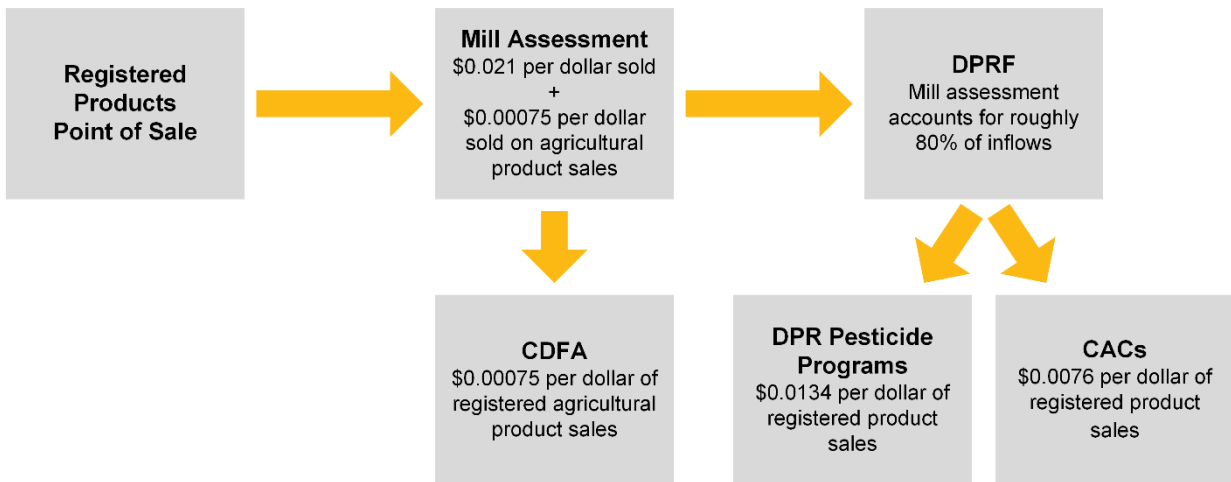 Registered
Products
Point of Sale
Mill Assessment
$0.021 per dollar sold
+
$0.00075 per dollar
sold on agricultural
product sales
DPRF
Mill assessment
accounts for roughly
80% of inflows
CDFA
$0.00075 per dollar of
registered agricultural
product sales
DPR Pesticide
Programs
$0.0134 per dollar of
registered product
sales
CACs
$0.0076 per dollar of
registered product
sales